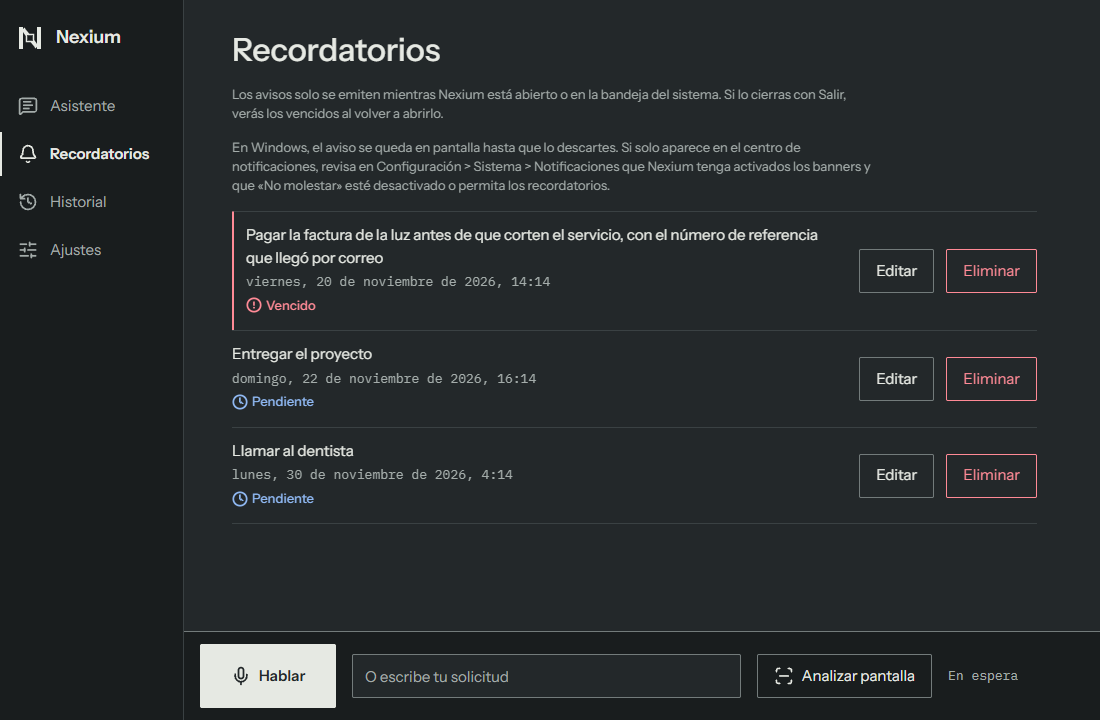 Nexium
Asistente
Recordatorios
Historial
Ajustes
Recordatorios
Los avisos solo se emiten mientras Nexium está abierto o en la bandeja del sistema. Si lo cierras con Salir,
verás los vencidos al volver a abrirlo.
En Windows, el aviso se queda en pantalla hasta que lo descartes. Si solo aparece en el centro de
notificaciones, revisa en Configuración > Sistema > Notificaciones que Nexium tenga activados los banners y
que «No molestar» esté desactivado o permita los recordatorios.
Pagar la factura de la luz antes de que corten el servicio, con el número de referencia
que llegó por correo
viernes, 20 de noviembre de 2026, 14:14
Vencido
Editar
Eliminar
Entregar el proyecto
domingo, 22 de noviembre de 2026, 16:14
Pendiente
Editar
Eliminar
Llamar al dentista
lunes, 30 de noviembre de 2026, 4:14
Pendiente
Editar
Eliminar
Hablar
O escribe tu solicitud
Analizar pantalla
En espera